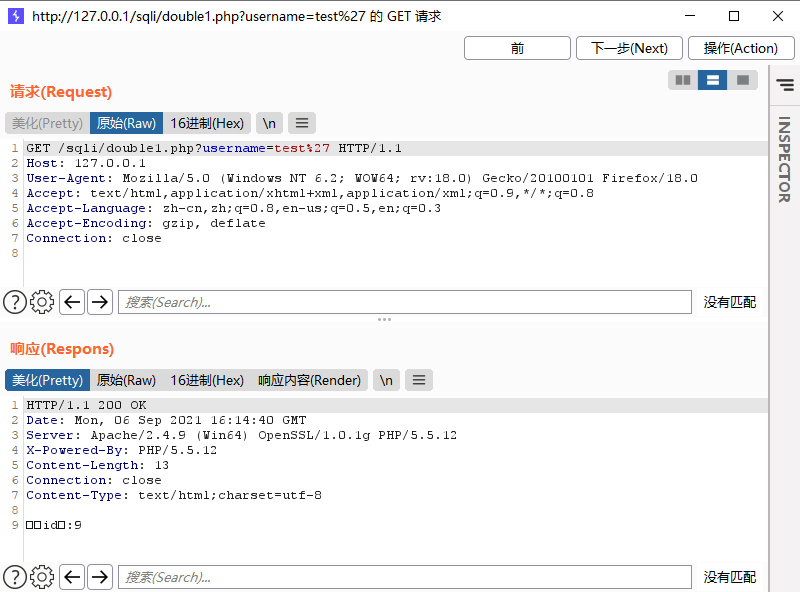 http://127.0.0.1/sqli/double1.php?username=test%27 的 GET 请求
前
下一步(Next)
操作(Action)
请求(Request)
美化(Pretty) 原始(Raw) 16进制(Hex) \n
1 GET /sqli/double1.php?username=test%27 HTTP/1.1
2 Host: 127.0.0.1
3 User-Agent: Mozilla/5.0 (Windows NT 6.2; WOW64; rv:18.0) Gecko/20100101 Firefox/18.0
4 Accept: text/html,application/xhtml+xml,application/xml;q=0.9,*/*;q=0.8
5 Accept-Language: zh-cn,zh;q=0.8,en-us;q=0.5,en;q=0.3
6 Accept-Encoding: gzip, deflate
7 Connection: close
8
INSPECTOR
搜索(Search)...
没有匹配
响应(Respons)
美化(Pretty) 原始(Raw) 16进制(Hex) 响应内容(Render) \n
1 HTTP/1.1 200 OK
2 Date: Mon, 06 Sep 2021 16:14:40 GMT
3 Server: Apache/2.4.9 (Win64) OpenSSL/1.0.1g PHP/5.5.12
4 X-Powered-By: PHP/5.5.12
5 Content-Length: 13
6 Connection: close
7 Content-Type: text/html;charset=utf-8
8
9 □□id□:9
搜索(Search)...
没有匹配